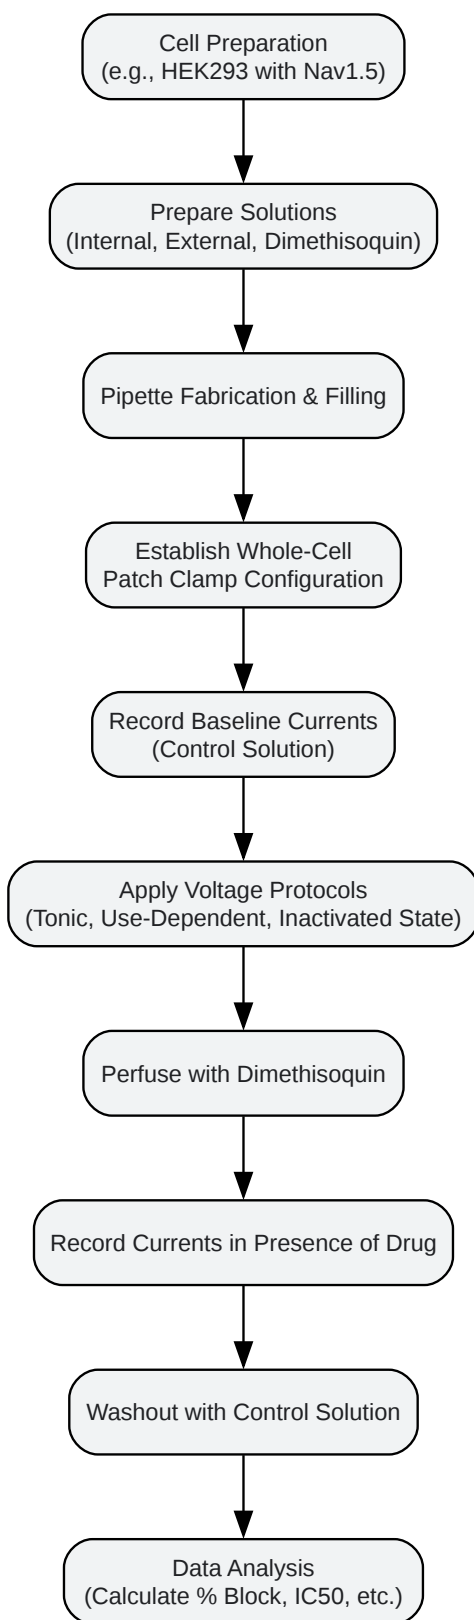 Cell Preparation
(e.g., HEK293 with Nav1.5)
Prepare Solutions
(Internal, External, Dimethisoquin)
Pipette Fabrication & Filling
Establish Whole-Cell
Patch Clamp Configuration
Record Baseline Currents
(Control Solution)
Apply Voltage Protocols
(Tonic, Use-Dependent, Inactivated State)
Perfuse with Dimethisoquin
Record Currents in Presence of Drug
Washout with Control Solution
Data Analysis
(Calculate % Block, IC50, etc.)